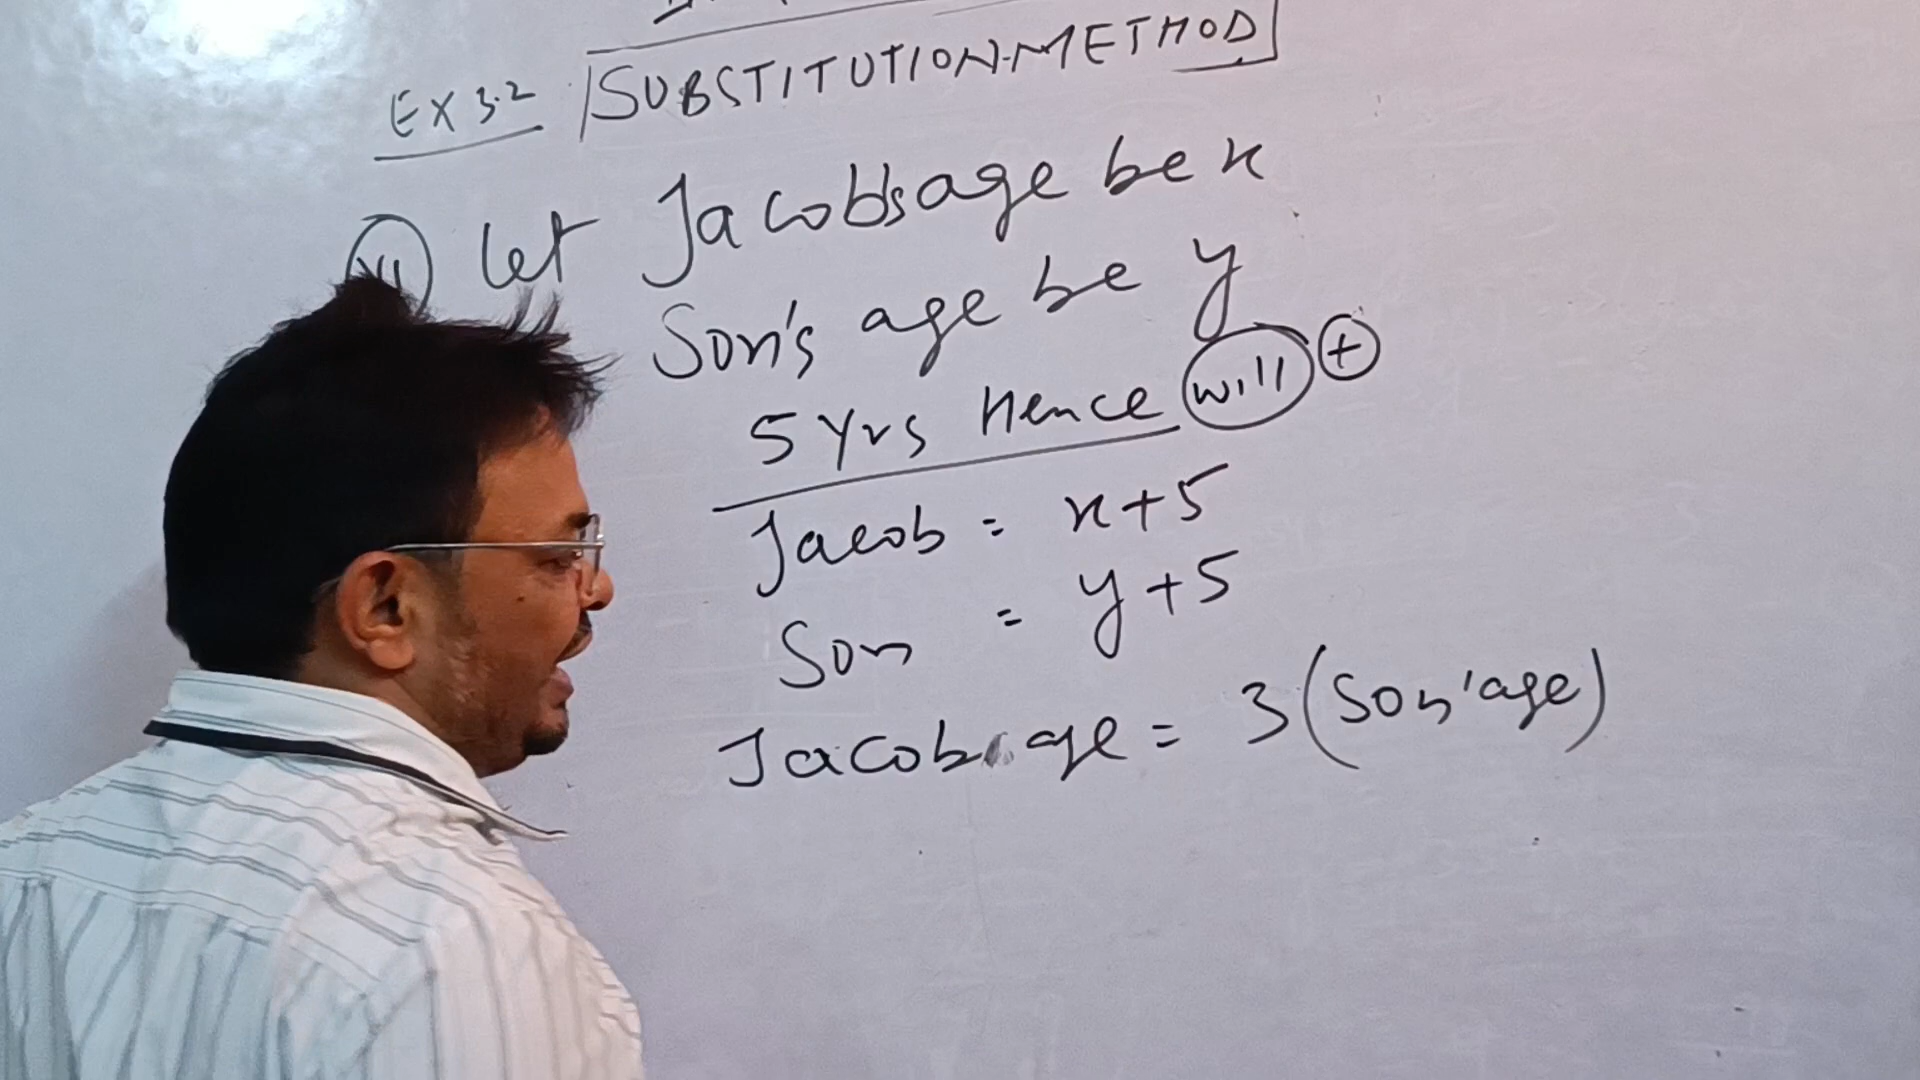 Ex 3.2 SUBSTITUTION METHOD
let Jacob's age be x
Son's age be y
5 Yrs Hence will +
Jacob = x+5
Son = y+5
Jacob age = 3(Son'age)